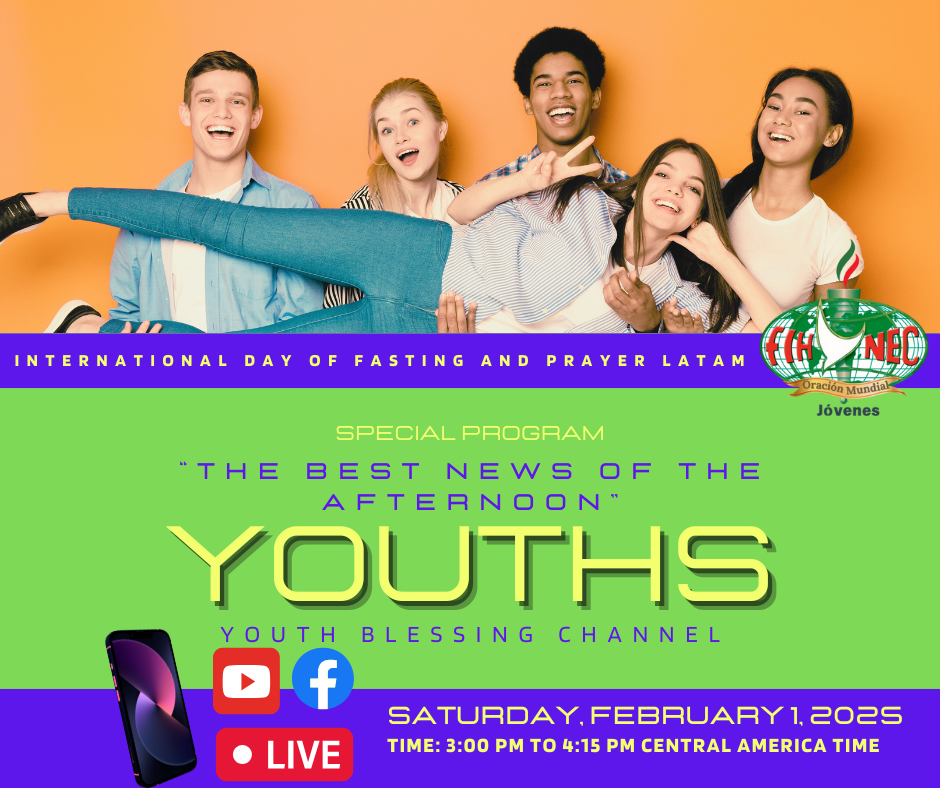 INTERNATIONAL DAY OF FASTING AND PRAYER LATAM
FIHNEC
Oración Mundial
Jóvenes
SPECIAL PROGRAM
"THE BEST NEWS OF THE
AFTERNOON"
YOUTHS
YOUTH BLESSING CHANNEL
LIVE
SATURDAY, FEBRUARY 1, 2025
TIME: 3:00 PM TO 4:15 PM CENTRAL AMERICA TIME